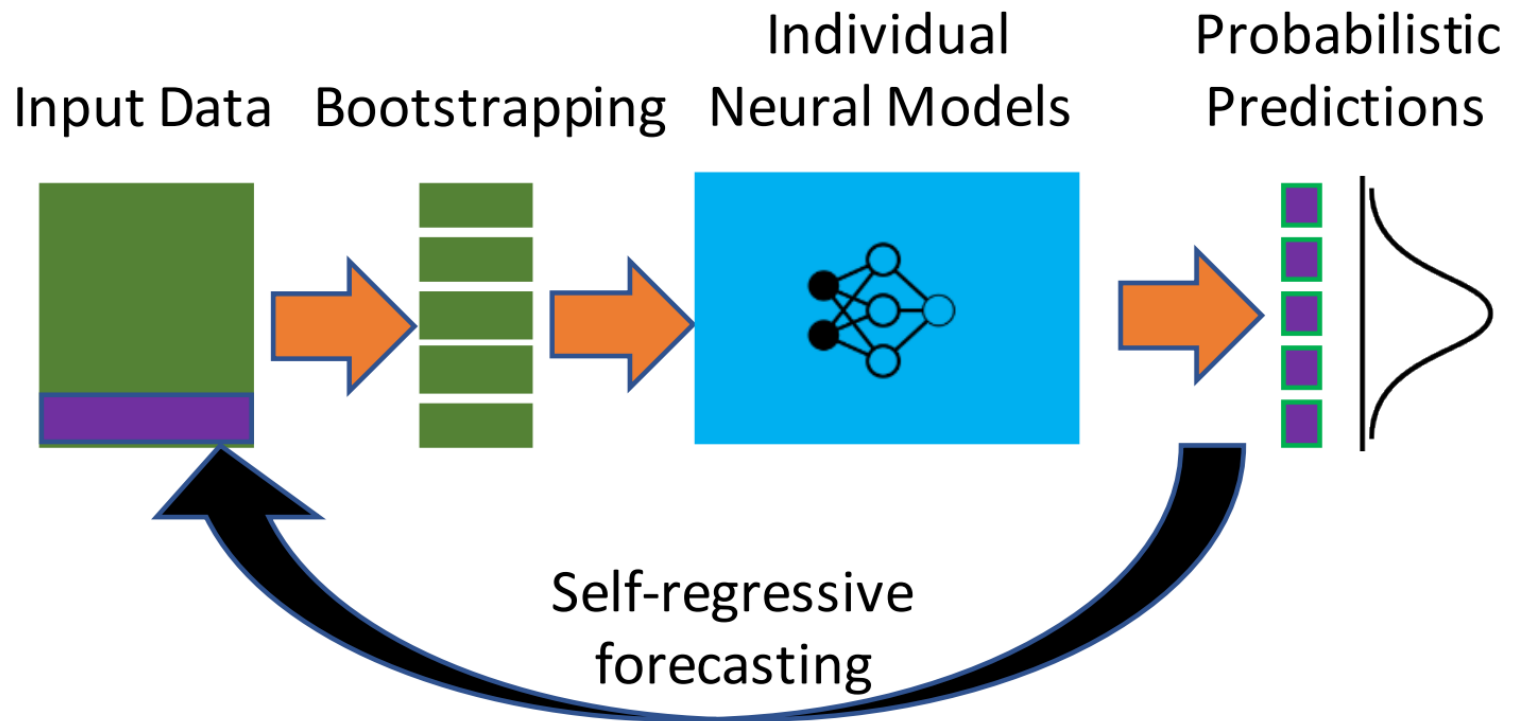 Input Data
Bootstrapping
Individual
Neural Models
Probabilistic
Predictions
Self-regressive
forecasting